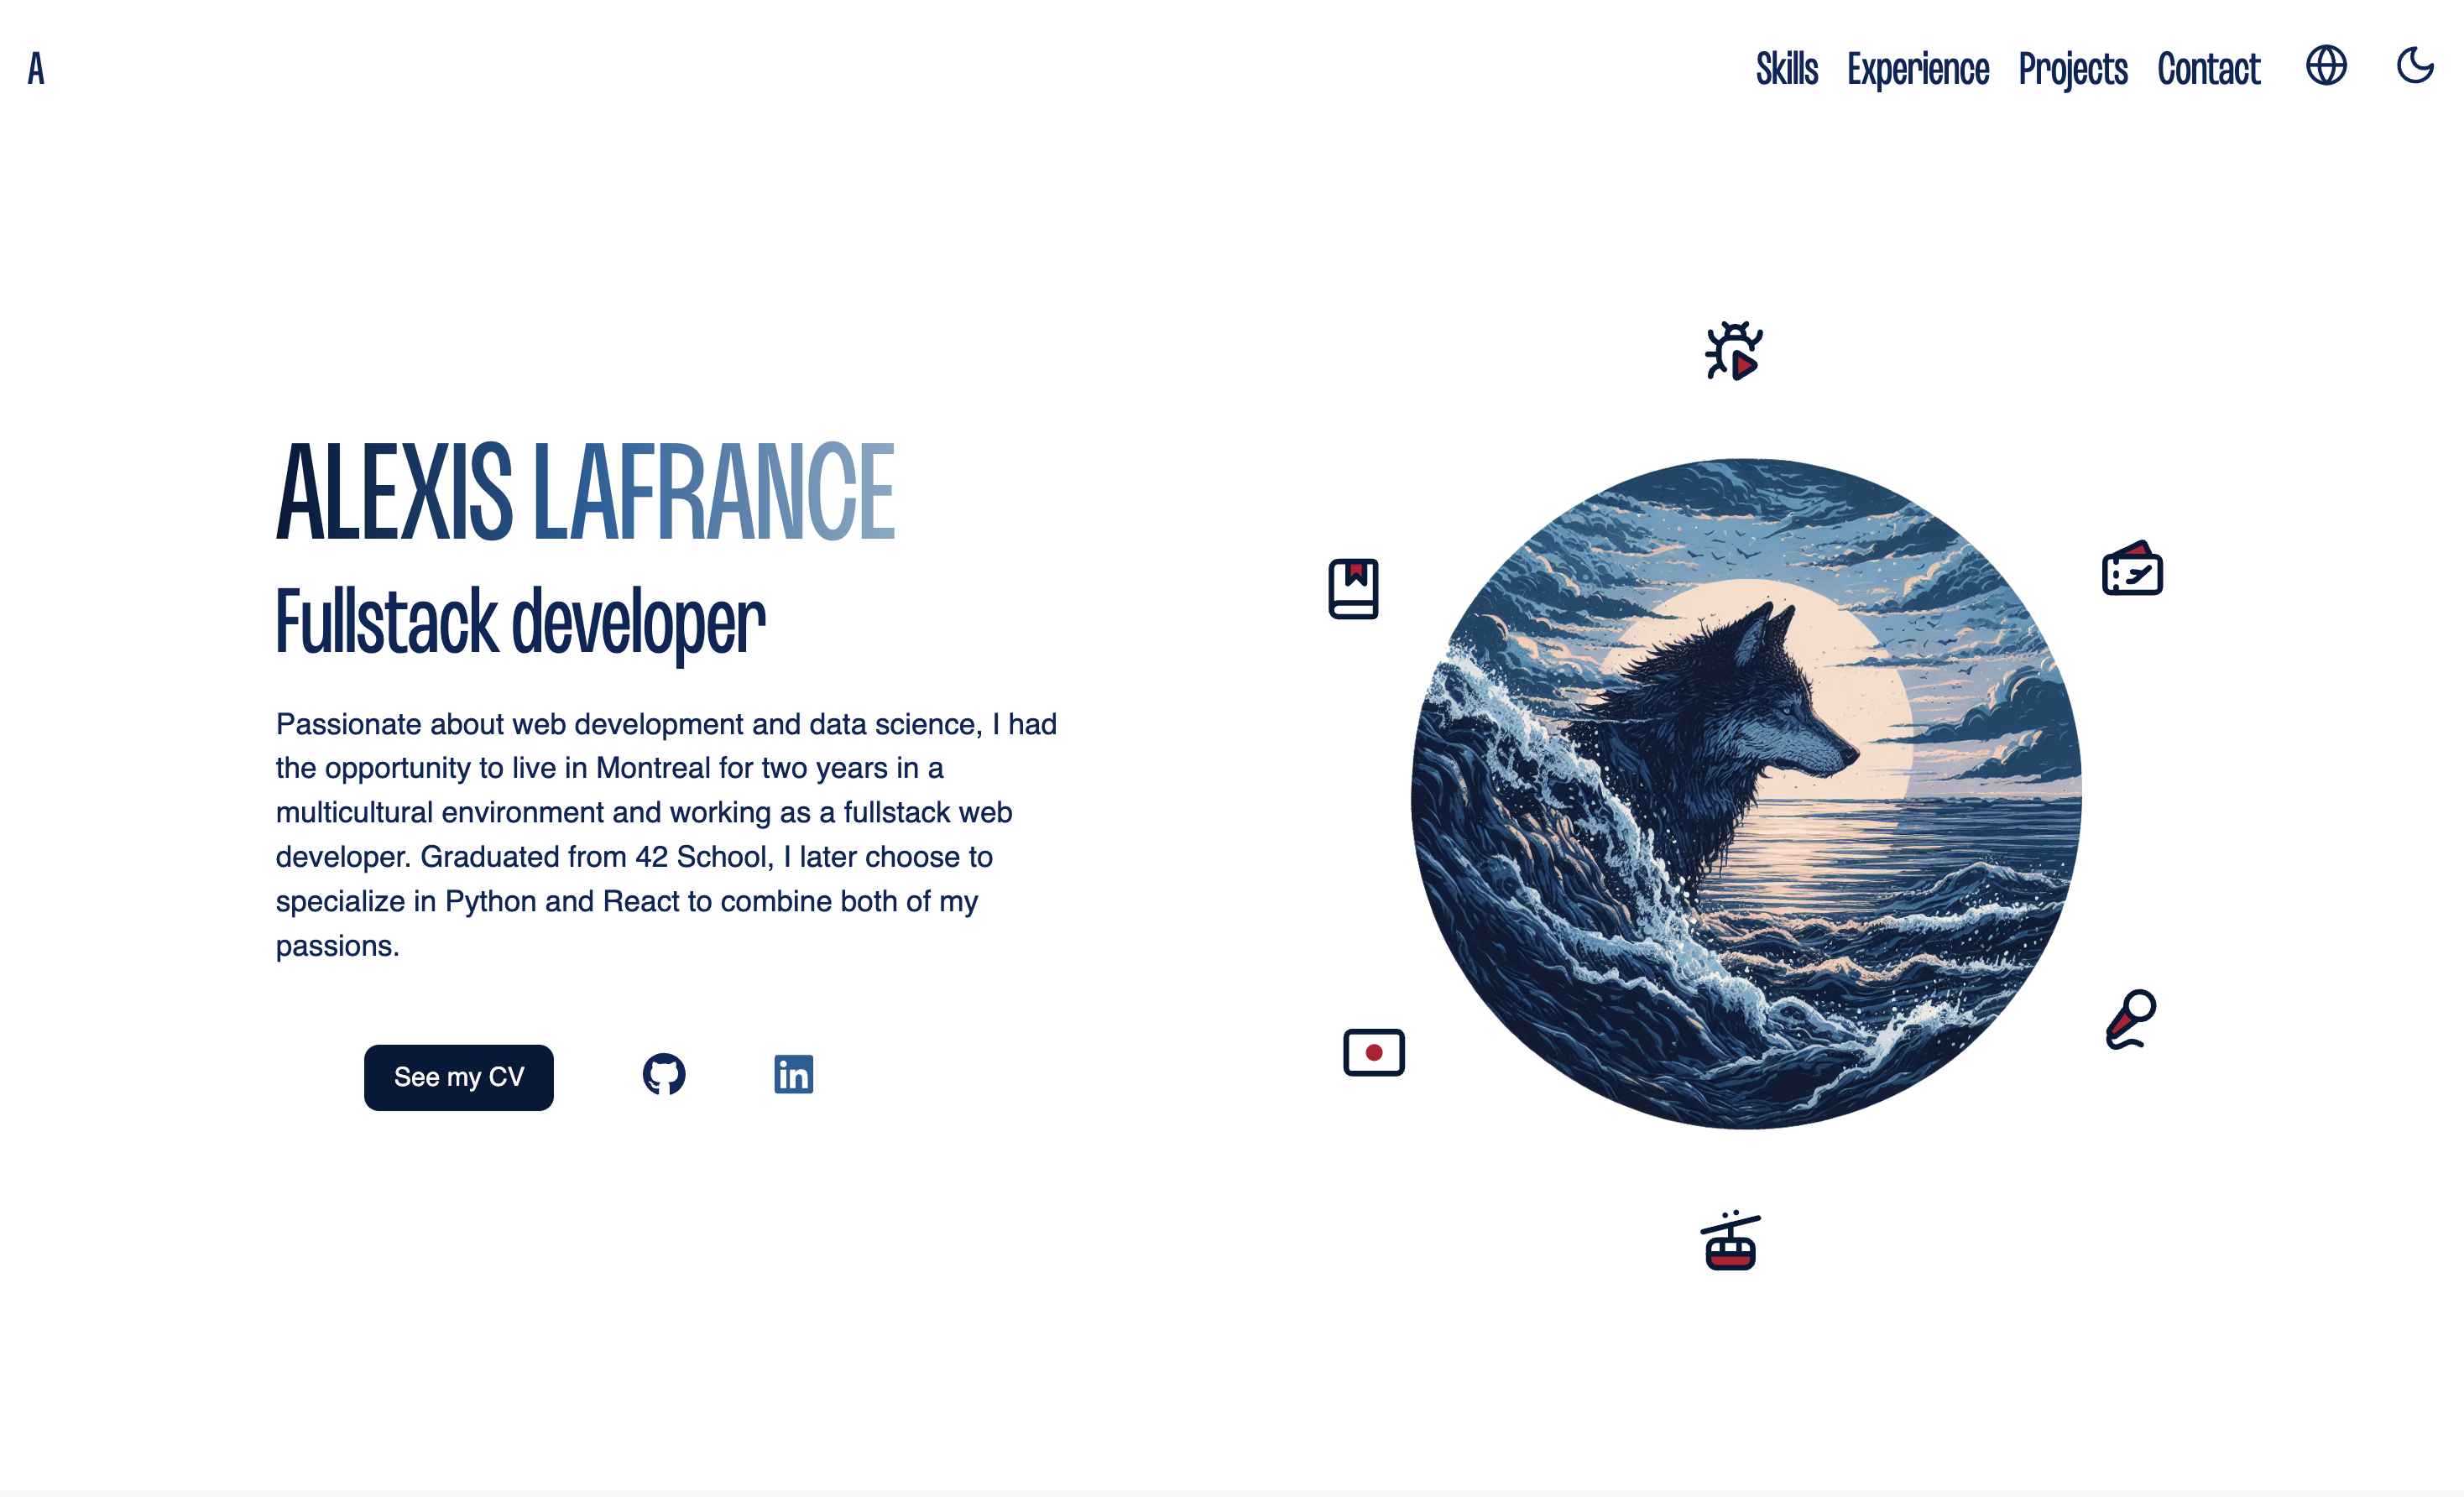 A
Skills Experience Projects Contact
ALEXIS LAFRANCE
Fullstack developer
Passionate about web development and data science, I had
the opportunity to live in Montreal for two years in a
multicultural environment and working as a fullstack web
developer. Graduated from 42 School, I later choose to
specialize in Python and React to combine both of my
passions.
See my CV
in